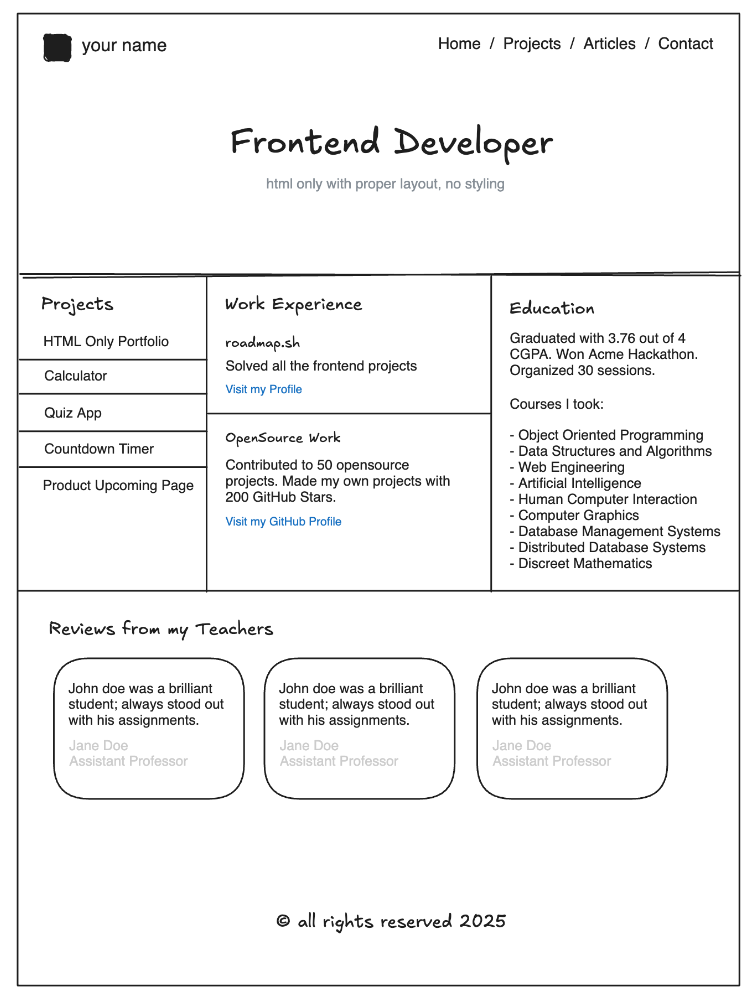 your name
Home / Projects / Articles / Contact
Frontend Developer
html only with proper layout, no styling
Projects
HTML Only Portfolio
Calculator
Quiz App
Countdown Timer
Product Upcoming Page
Work Experience
roadmap.sh
Solved all the frontend projects
Visit my Profile
OpenSource Work
Contributed to 50 opensource
projects. Made my own projects with
200 GitHub Stars.
Visit my GitHub Profile
Education
Graduated with 3.76 out of 4
CGPA. Won Acme Hackathon.
Organized 30 sessions.
Courses I took:
- Object Oriented Programming
- Data Structures and Algorithms
- Web Engineering
- Artificial Intelligence
- Human Computer Interaction
- Computer Graphics
- Database Management Systems
- Distributed Database Systems
- Discreet Mathematics
Reviews from my Teachers
John doe was a brilliant
student; always stood out
with his assignments.
Jane Doe
Assistant Professor
John doe was a brilliant
student; always stood out
with his assignments.
Jane Doe
Assistant Professor
John doe was a brilliant
student; always stood out
with his assignments.
Jane Doe
Assistant Professor
© all rights reserved 2025